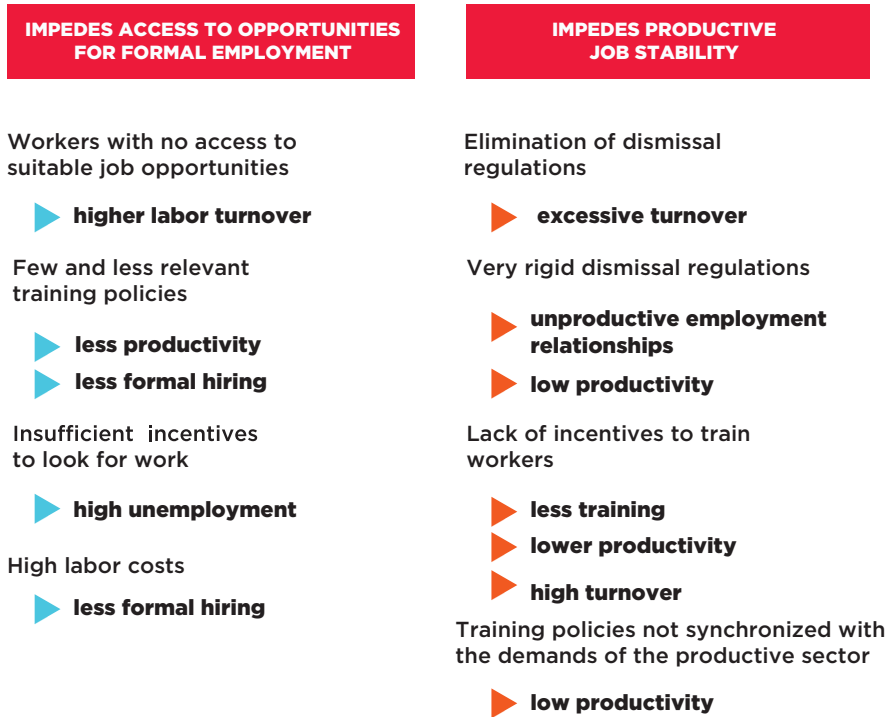 IMPEDES ACCESS TO OPPORTUNITIES
FOR FORMAL EMPLOYMENT
Workers with no access to
suitable job opportunities
higher labor turnover
Few and less relevant
training policies
less productivity
less formal hiring
Insufficient incentives
to look for work
high unemployment
High labor costs
less formal hiring
IMPEDES PRODUCTIVE
JOB STABILITY
Elimination of dismissal
regulations
excessive turnover
Very rigid dismissal regulations
unproductive employment
relationships
low productivity
Lack of incentives to train
workers
less training
lower productivity
high turnover
Training policies not synchronized with
the demands of the productive sector
low productivity